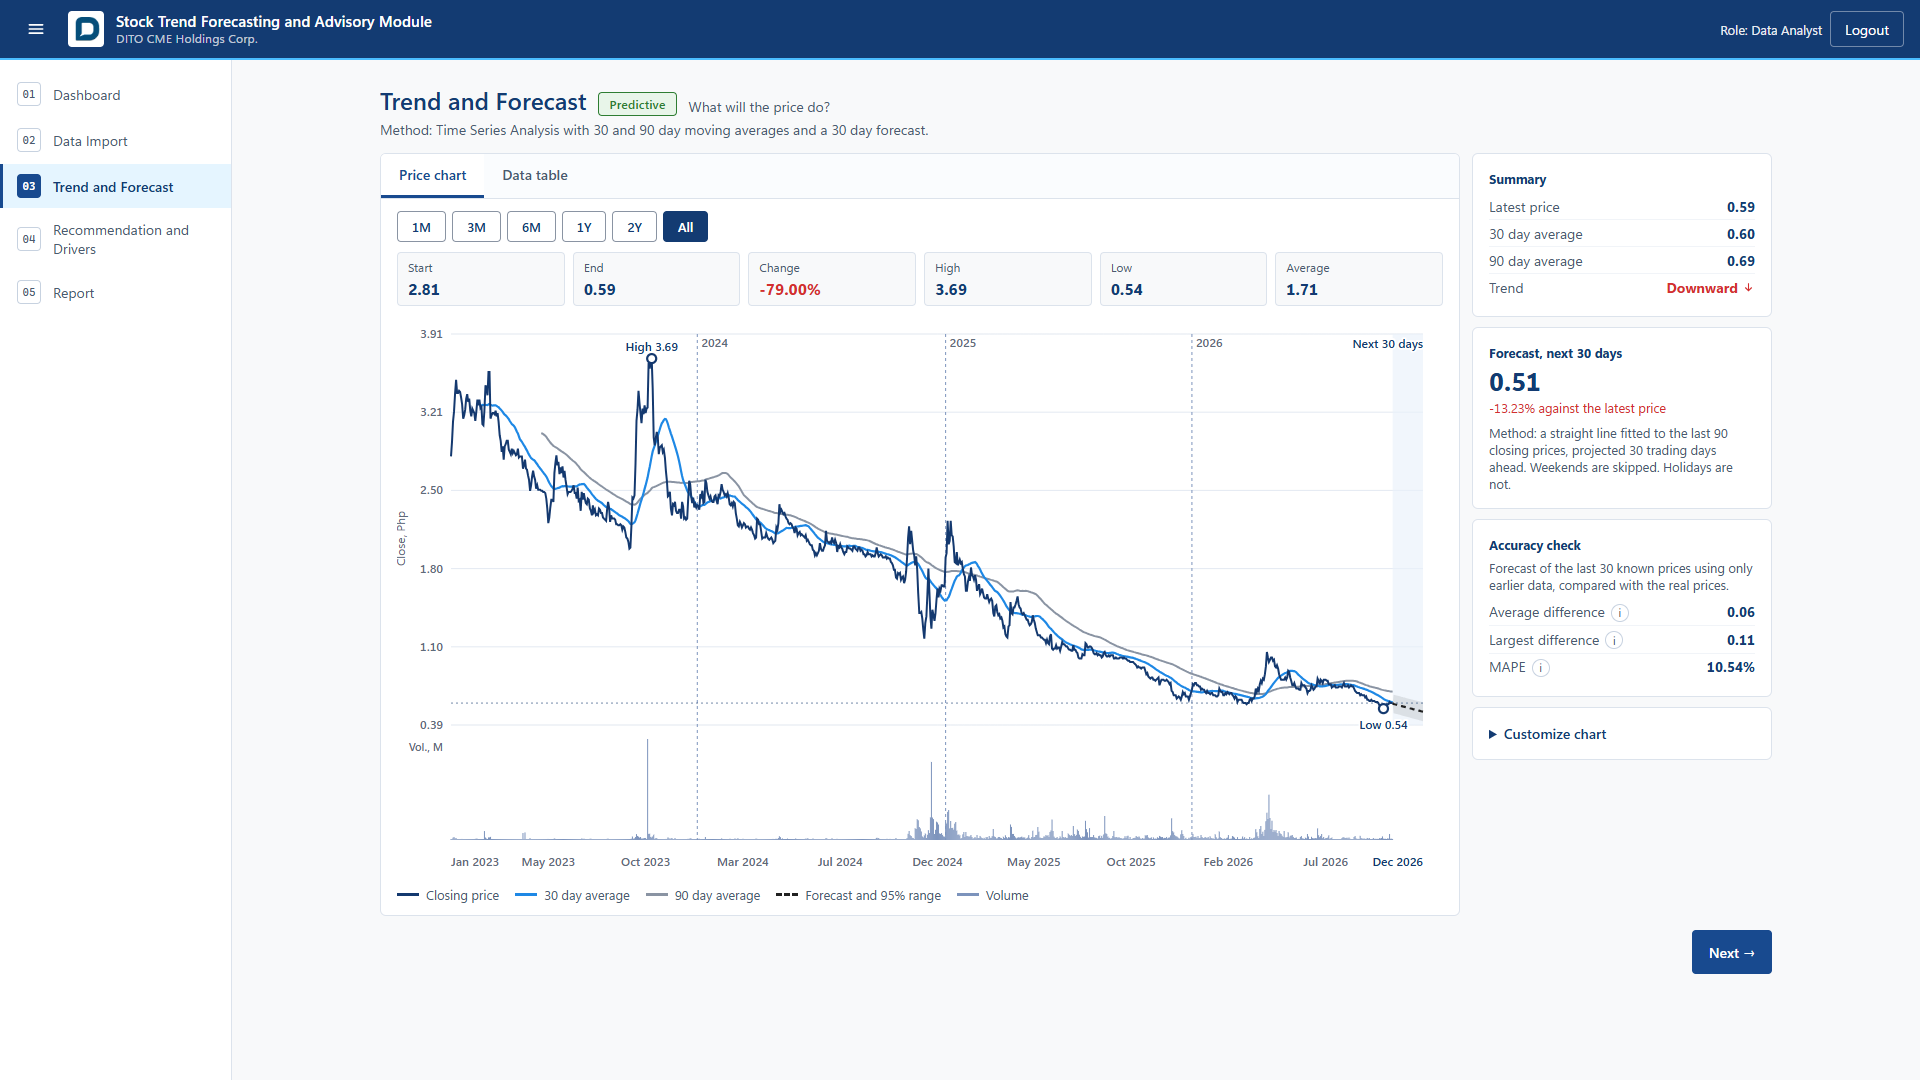 Stock Trend Forecasting and Advisory Module
DITO CME Holdings Corp.
Role: Data Analyst
Logout
01 Dashboard
02 Data Import
03 Trend and Forecast
04 Recommendation and
Drivers
05 Report
Trend and Forecast Predictive What will the price do?
Method: Time Series Analysis with 30 and 90 day moving averages and a 30 day forecast.
Price chart Data table
1M 3M 6M 1Y 2Y All
Start
2.81
End
0.59
Change
-79.00%
High
3.69
Low
0.54
Average
1.71
3.91
3.21
2.50
1.80
1.10
0.39
Close, Php
Vol., M
High 3.69
2024
2025
2026
Next 30 days
Low 0.54
Jan 2023 May 2023 Oct 2023 Mar 2024 Jul 2024 Dec 2024 May 2025 Oct 2025 Feb 2026 Jul 2026 Dec 2026
Closing price 30 day average 90 day average Forecast and 95% range Volume
Summary
Latest price 0.59
30 day average 0.60
90 day average 0.69
Trend Downward ↓
Forecast, next 30 days
0.51
-13.23% against the latest price
Method: a straight line fitted to the last 90
closing prices, projected 30 trading days
ahead. Weekends are skipped. Holidays are
not.
Accuracy check
Forecast of the last 30 known prices using only
earlier data, compared with the real prices.
Average difference i 0.06
Largest difference i 0.11
MAPE i 10.54%
▶ Customize chart
Next →